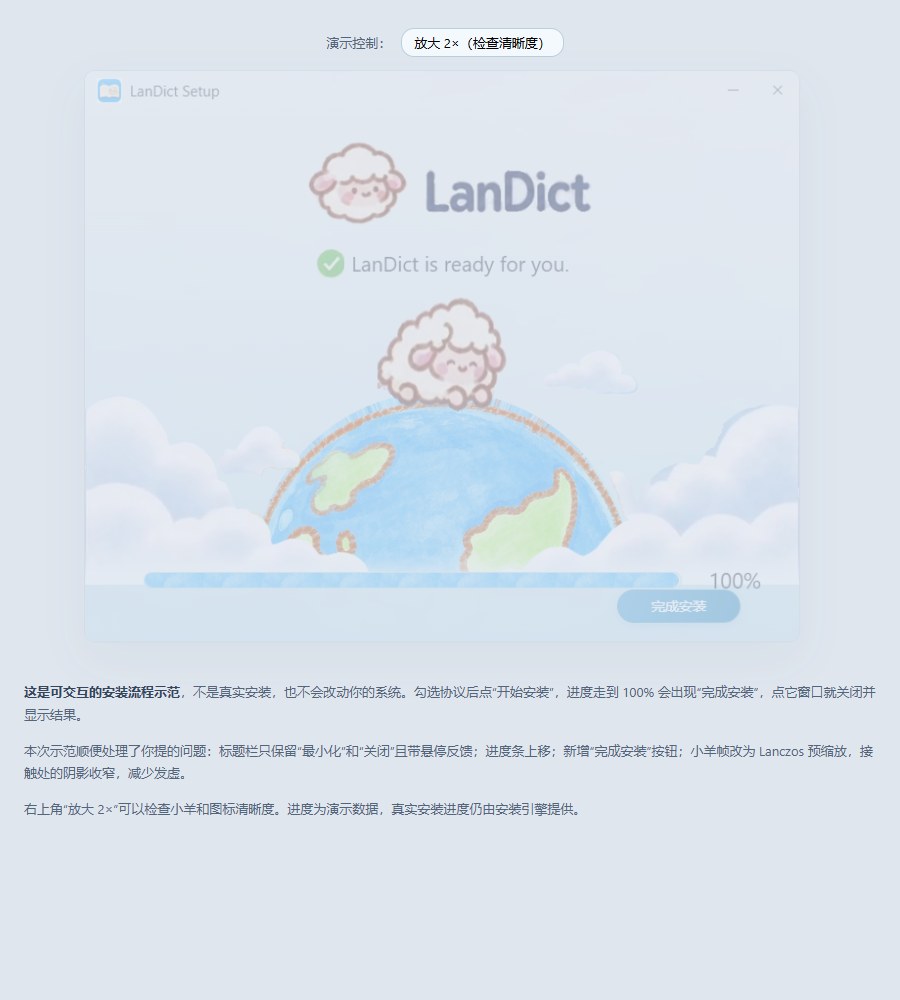 演示控制： 放大 2×（检查清晰度）
LanDict Setup
LanDict
LanDict is ready for you.
100%
完成安装
这是可交互的安装流程示范，不是真实安装，也不会改动你的系统。勾选协议后点“开始安装”，进度走到 100% 会出现“完成安装”，点它窗口就关闭并
显示结果。
本次示范顺便处理了你提的问题：标题栏只保留“最小化”和“关闭”且带悬停反馈；进度条上移；新增“完成安装”按钮；小羊帧改为 Lanczos 预缩放，接
触处的阴影收窄，减少发虚。
右上角“放大 2×”可以检查小羊和图标清晰度。进度为演示数据，真实安装进度仍由安装引擎提供。